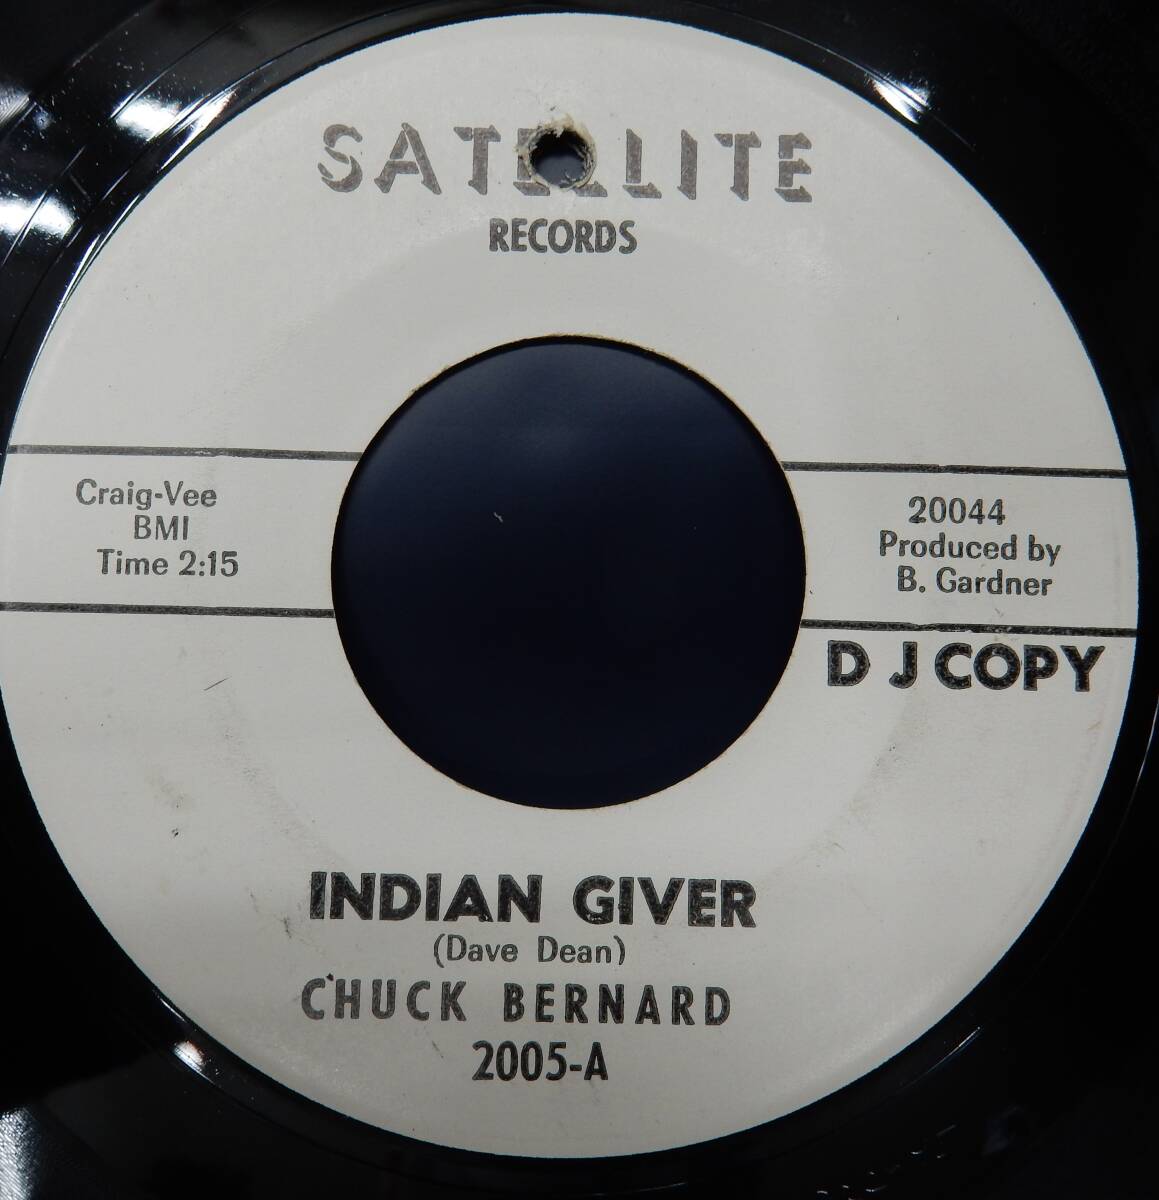 SATELLITE
RECORDS
Craig-Vee
BMI
Time 2:15
20044
Produced by
B. Gardner
D J COPY
INDIAN GIVER
(Dave Dean)
CHUCK BERNARD
2005-A